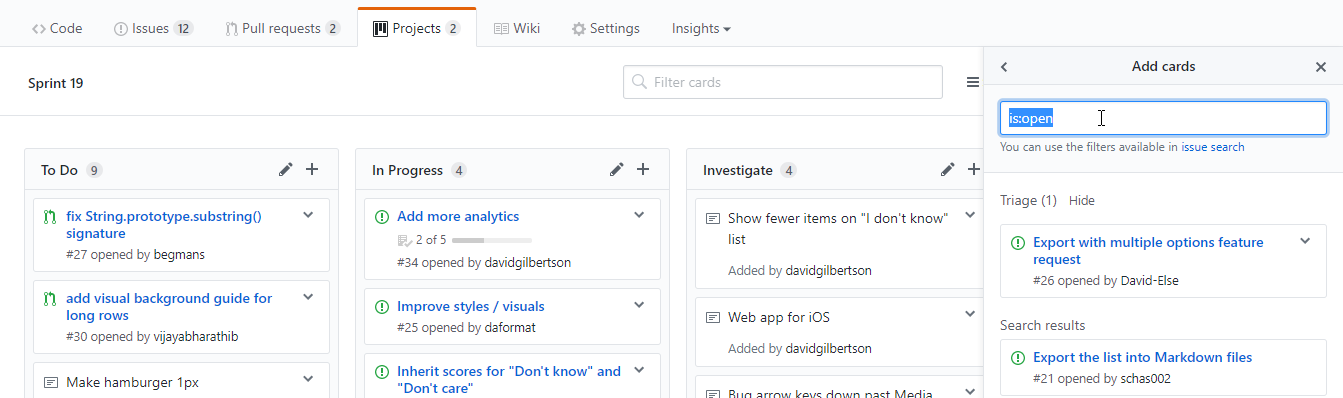 Code
Issues 12
Pull requests 2
Projects 2
Wiki
Settings
Insights
Sprint 19
Filter cards
To Do 9
fix String.prototype.substring()
signature
#27 opened by begmans
add visual background guide for
long rows
#30 opened by vijayabharathib
Make hamburger 1px
In Progress 4
Add more analytics
2 of 5
#34 opened by davidgilbertson
Improve styles / visuals
#25 opened by daformat
Inherit scores for "Don't know" and
"Don't care"
Investigate 4
Show fewer items on "I don't know"
list
Added by davidgilbertson
Web app for iOS
Added by davidgilbertson
Bug arrow keys down past Media
Add cards
is:open
You can use the filters available in issue search
Triage (1) Hide
Export with multiple options feature
request
#26 opened by David-Else
Search results
Export the list into Markdown files
#21 opened by schas002